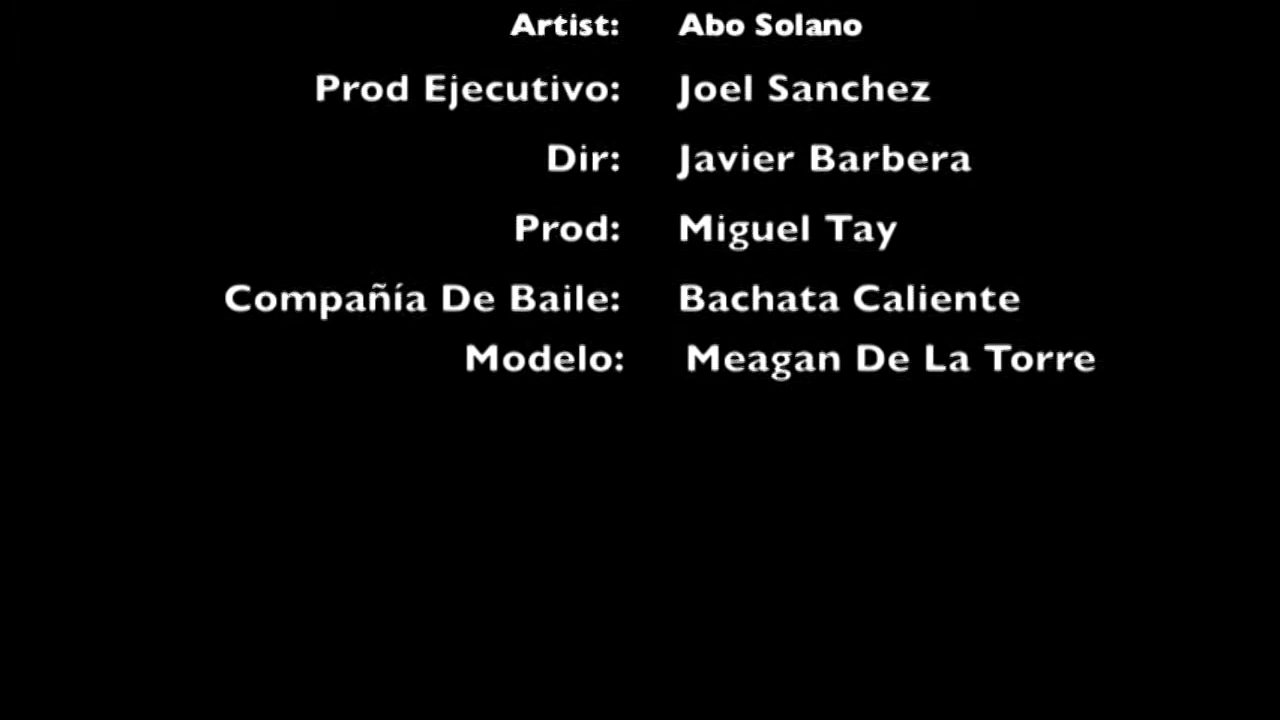 Artist: Abo Solano
Prod Ejecutivo: Joel Sanchez
Dir: Javier Barbera
Prod: Miguel Tay
Compañía De Baile: Bachata Caliente
Modelo: Meagan De La Torre